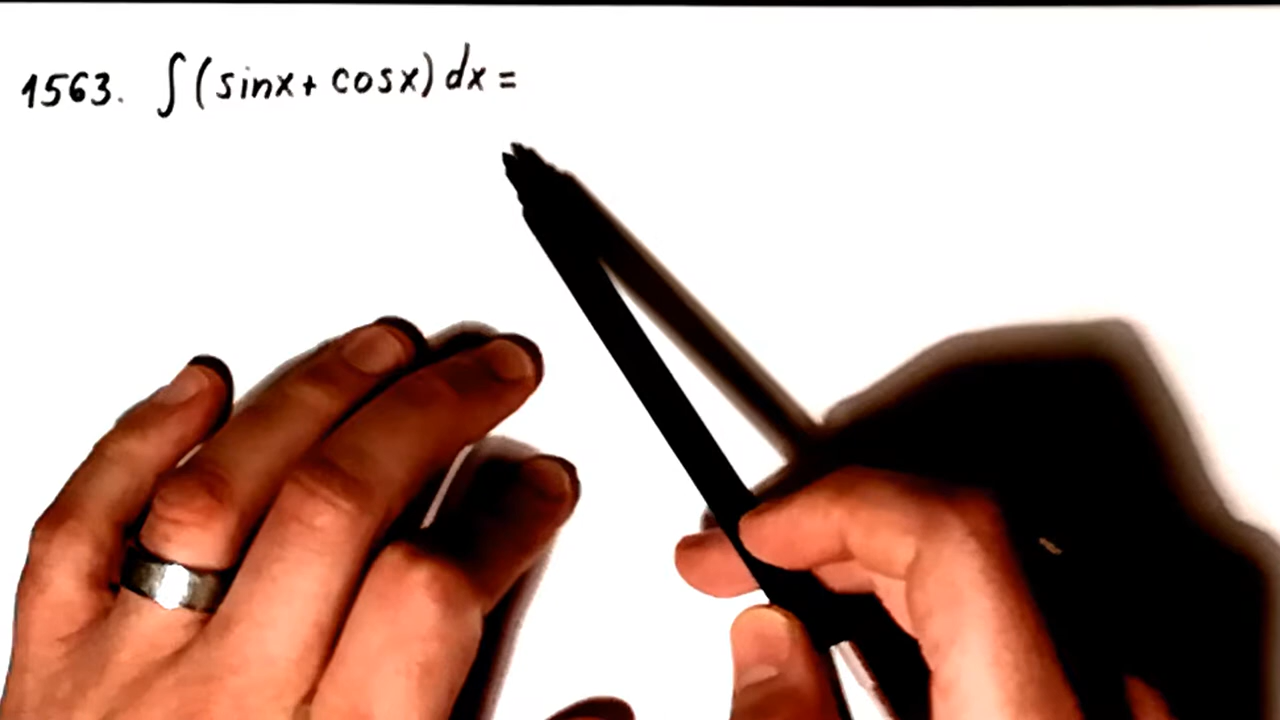 1563. ∫(sinx + cosx) dx =